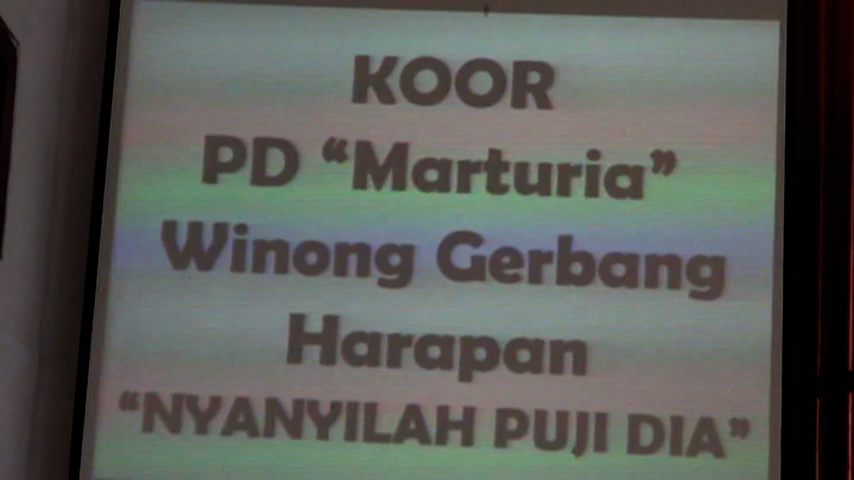 KOOR
PD “Marturia”
Winong Gerbang
Harapan
“NYANYILAH PUJI DIA”